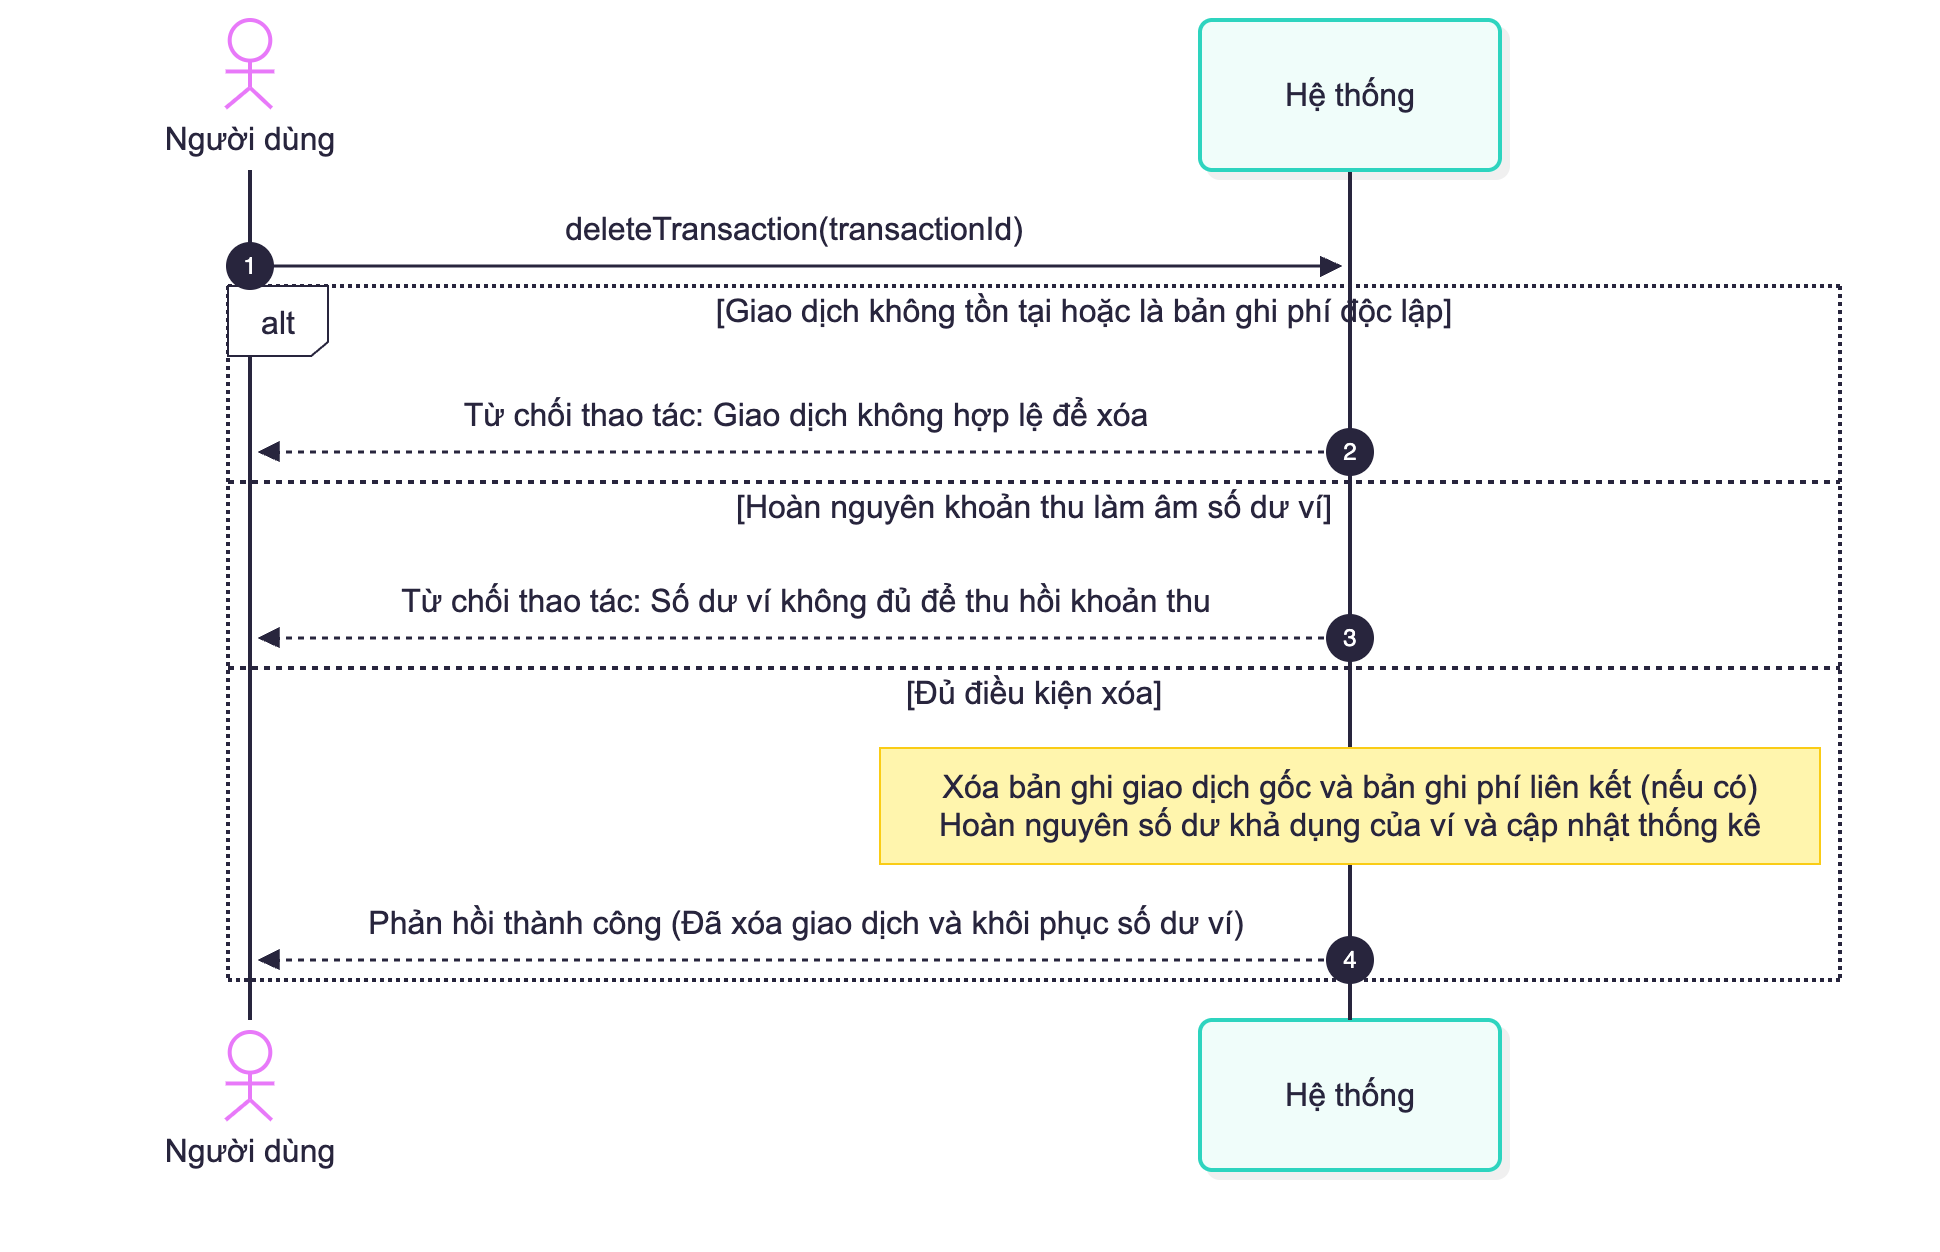 Người dùng
Hệ thống
deleteTransaction(transactionId)
1
alt
[Giao dịch không tồn tại hoặc là bản ghi phí độc lập]
Từ chối thao tác: Giao dịch không hợp lệ để xóa
2
[Hoàn nguyên khoản thu làm âm số dư ví]
Từ chối thao tác: Số dư ví không đủ để thu hồi khoản thu
3
[Đủ điều kiện xóa]
Xóa bản ghi giao dịch gốc và bản ghi phí liên kết (nếu có)
Hoàn nguyên số dư khả dụng của ví và cập nhật thống kê
Phản hồi thành công (Đã xóa giao dịch và khôi phục số dư ví)
4
Người dùng
Hệ thống